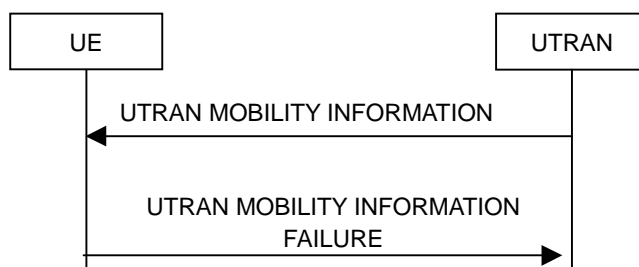 UE
UTRAN
UTRAN MOBILITY INFORMATION
UTRAN MOBILITY INFORMATION
FAILURE